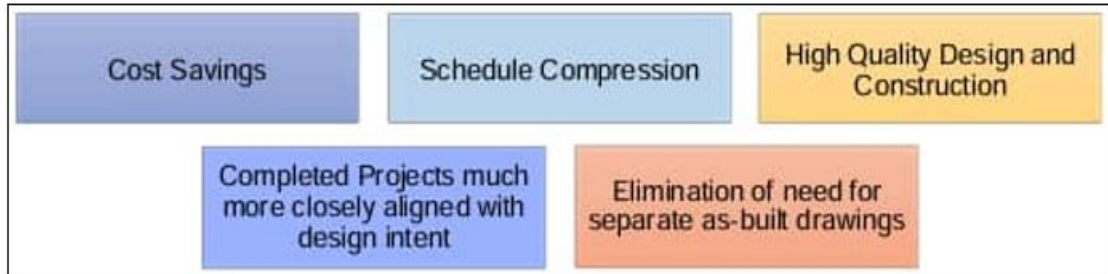 Cost Savings
Schedule Compression
High Quality Design and
Construction
Completed Projects much
more closely aligned with
design intent
Elimination of need for
separate as-built drawings